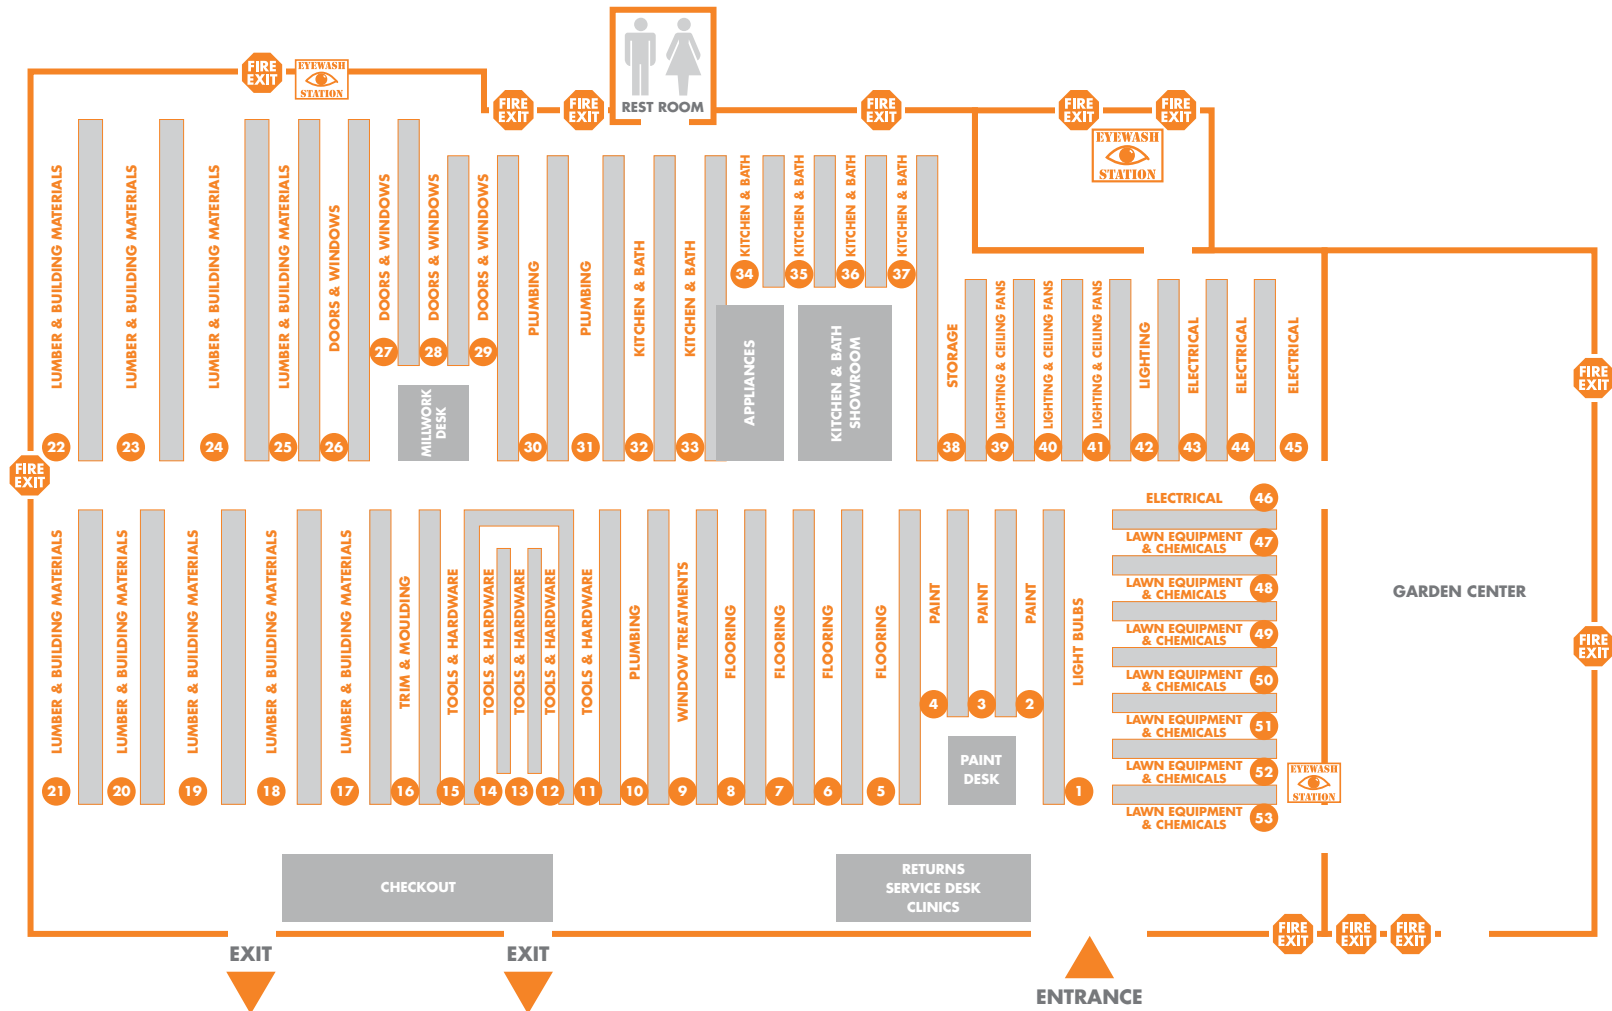 REST ROOM
FIRE
EXIT
EYEWASH
STATION
FIRE
EXIT
FIRE
EXIT
FIRE
EXIT
FIRE
EXIT
FIRE
EXIT
EYEWASH
STATION
LUMBER & BUILDING MATERIALS
22
LUMBER & BUILDING MATERIALS
23
LUMBER & BUILDING MATERIALS
24
LUMBER & BUILDING MATERIALS
25
DOORS & WINDOWS
26
DOORS & WINDOWS
27
DOORS & WINDOWS
28
DOORS & WINDOWS
29
MILLWORK
DESK
PLUMBING
30
PLUMBING
31
KITCHEN & BATH
32
KITCHEN & BATH
33
KITCHEN & BATH
34
KITCHEN & BATH
35
KITCHEN & BATH
36
KITCHEN & BATH
37
APPLIANCES
KITCHEN & BATH
SHOWROOM
STORAGE
38
LIGHTING & CEILING FANS
39
LIGHTING & CEILING FANS
40
LIGHTING & CEILING FANS
41
LIGHTING
42
ELECTRICAL
43
ELECTRICAL
44
ELECTRICAL
45
FIRE
EXIT
FIRE
EXIT
LUMBER & BUILDING MATERIALS
21
LUMBER & BUILDING MATERIALS
20
LUMBER & BUILDING MATERIALS
19
LUMBER & BUILDING MATERIALS
18
LUMBER & BUILDING MATERIALS
17
TRIM & MOULDING
16
TOOLS & HARDWARE
15
TOOLS & HARDWARE
14
TOOLS & HARDWARE
13
TOOLS & HARDWARE
12
TOOLS & HARDWARE
11
PLUMBING
10
WINDOW TREATMENTS
9
FLOORING
8
FLOORING
7
FLOORING
6
FLOORING
5
PAINT
4
PAINT
3
PAINT
2
PAINT
DESK
LIGHT BULBS
1
ELECTRICAL
46
LAWN EQUIPMENT
& CHEMICALS
47
LAWN EQUIPMENT
& CHEMICALS
48
LAWN EQUIPMENT
& CHEMICALS
49
LAWN EQUIPMENT
& CHEMICALS
50
LAWN EQUIPMENT
& CHEMICALS
51
LAWN EQUIPMENT
& CHEMICALS
52
LAWN EQUIPMENT
& CHEMICALS
53
EYEWASH
STATION
GARDEN CENTER
FIRE
EXIT
CHECKOUT
RETURNS
SERVICE DESK
CLINICS
FIRE
EXIT
FIRE
EXIT
FIRE
EXIT
EXIT
EXIT
ENTRANCE